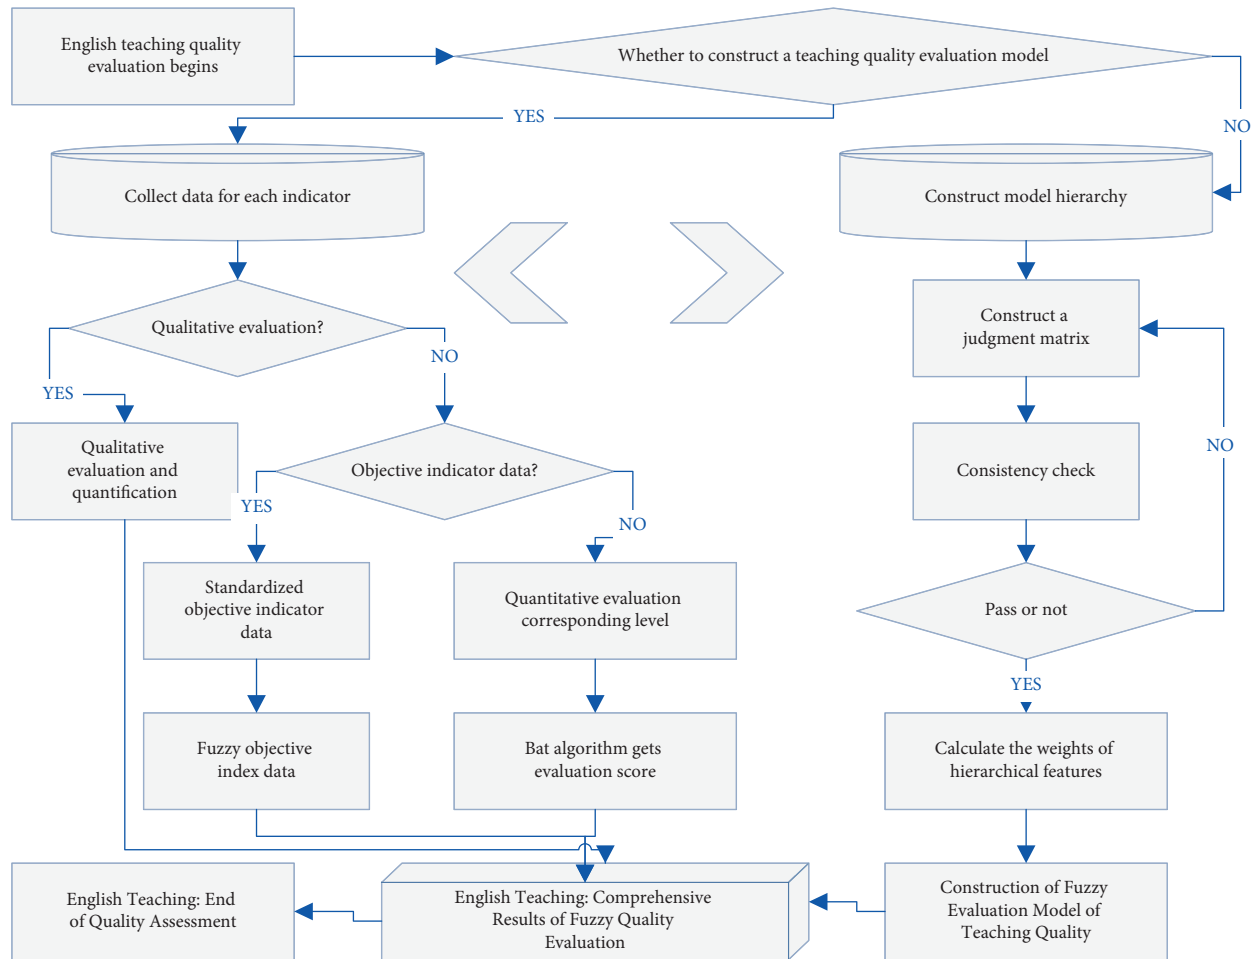 English teaching quality
evaluation begins
Whether to construct a teaching quality evaluation model
YES
NO
Collect data for each indicator
Construct model hierarchy
Qualitative evaluation?
Construct a
judgment matrix
NO
YES
Qualitative
evaluation and
quantification
Objective indicator data?
Consistency check
NO
YES
NO
Standardized
objective indicator
data
Quantitative evaluation
corresponding level
Pass or not
YES
Fuzzy objective
index data
Bat algorithm gets
evaluation score
Calculate the weights of
hierarchical features
English Teaching: End
of Quality Assessment
English Teaching: Comprehensive
Results of Fuzzy Quality
Evaluation
Construction of Fuzzy
Evaluation Model of
Teaching Quality